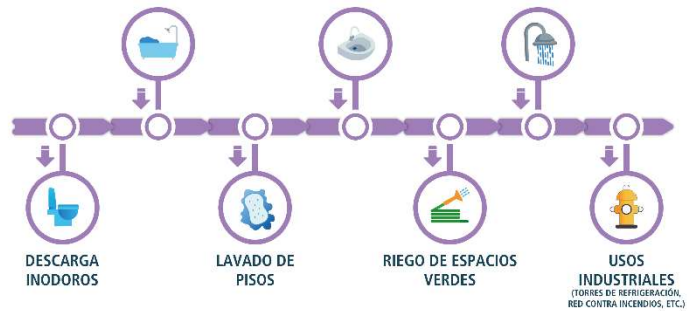 DESCARGA
INODOROS
LAVADO DE
PISOS
RIEGO DE ESPACIOS
VERDES
USOS
INDUSTRIALES
(TORRES DE REFRIGERACIÓN,
RED CONTRA INCENDIOS, ETC.)